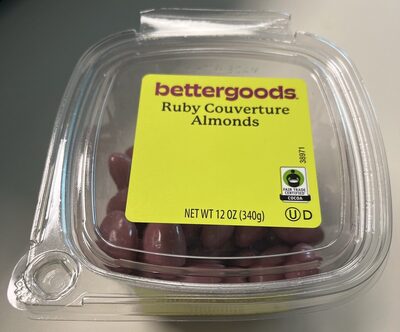 bettergoods
Ruby Couverture
Almonds
38971
FAIR TRADE
CERTIFIED
COCOA
NET WT 12 OZ (340g)
U D